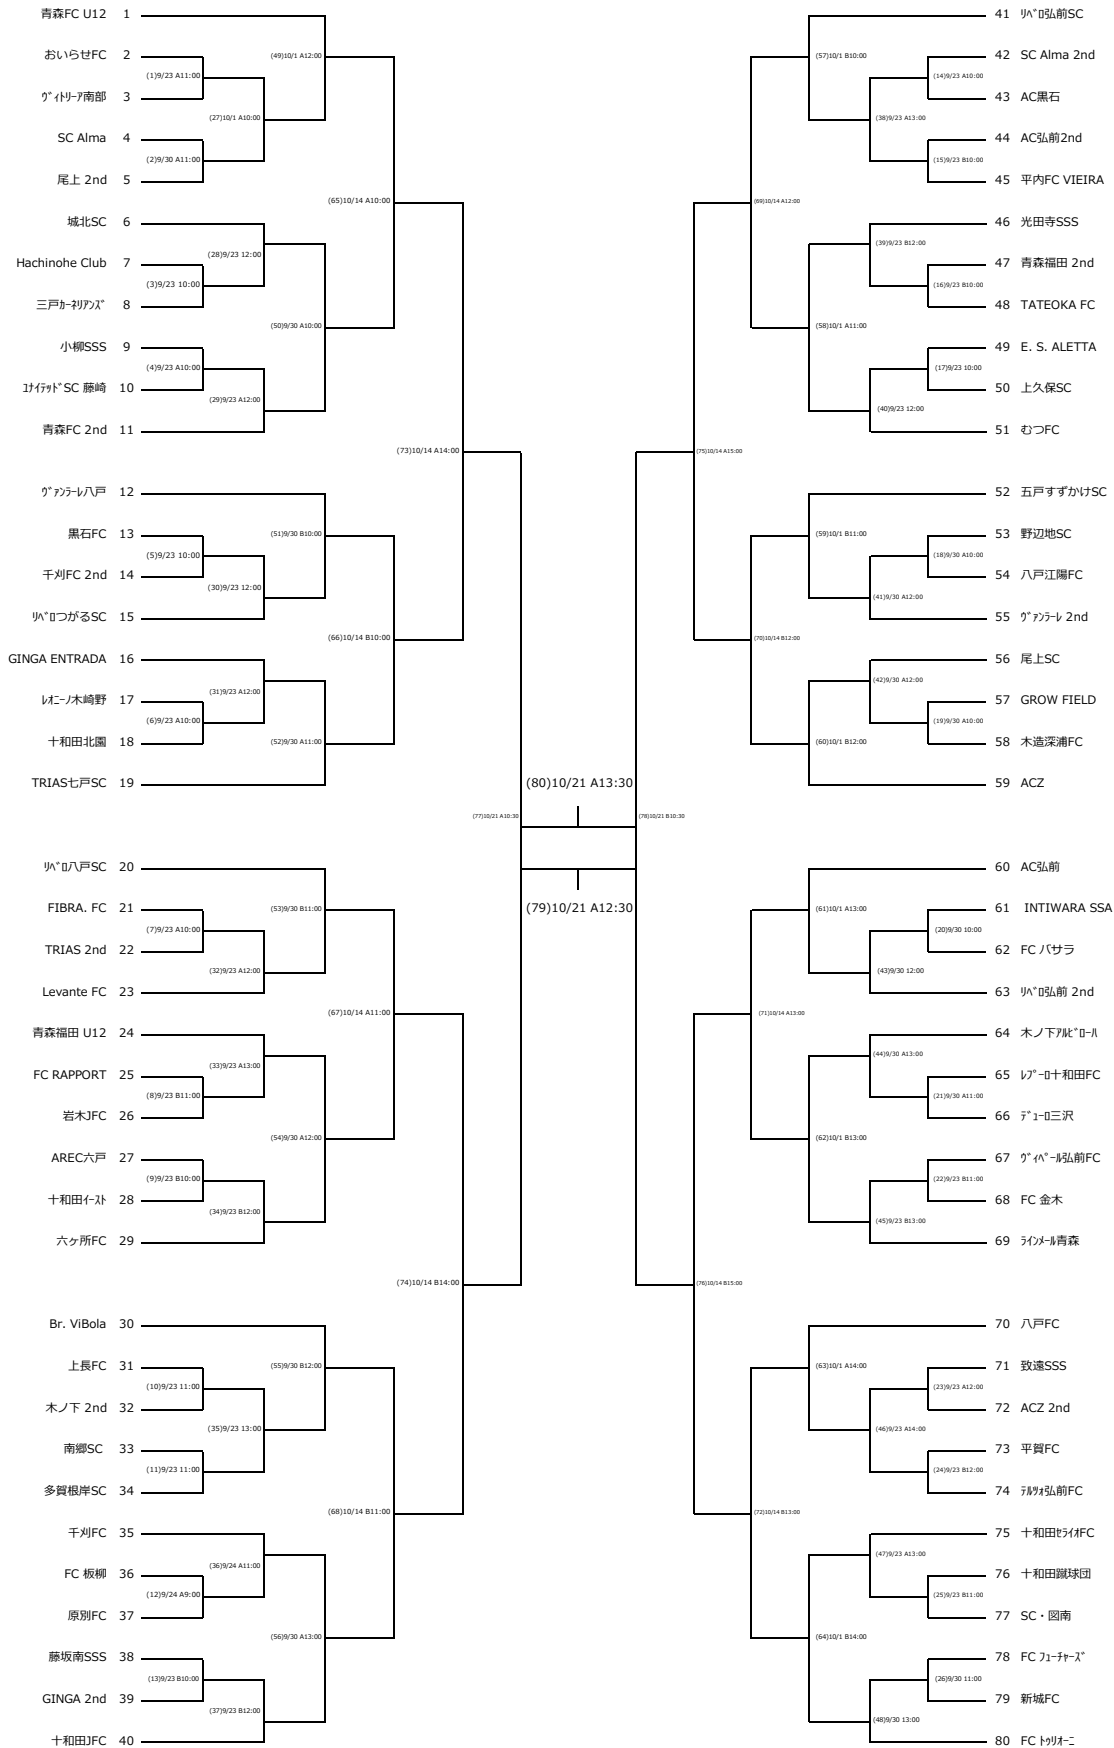 青森FC U12 1
(49)10/1 A12:00
おいらせFC 2
(1)9/23 A11:00
ヴィトリーア南部 3
(27)10/1 A10:00
SC Alma 4
(2)9/30 A11:00
尾上 2nd 5
(65)10/14 A10:00
城北SC 6
(28)9/23 12:00
Hachinohe Club 7
(3)9/23 10:00
三戸カーネリアンズ 8
(50)9/30 A10:00
小柳SSS 9
(4)9/23 A10:00
ユナイテッドSC 藤崎 10
(29)9/23 A12:00
青森FC 2nd 11
(73)10/14 A14:00
ヴァンラーレ八戸 12
(51)9/30 B10:00
黒石FC 13
(5)9/23 10:00
千刈FC 2nd 14
(30)9/23 12:00
リベロつがるSC 15
(66)10/14 B10:00
GINGA ENTRADA 16
(31)9/23 A12:00
レオニーノ木崎野 17
(6)9/23 A10:00
十和田北園 18
(52)9/30 A11:00
TRIAS七戸SC 19
(80)10/21 A13:30
(77)10/21 A10:30
(78)10/21 B10:30
(79)10/21 A12:30
リベロ八戸SC 20
FIBRA. FC 21
(53)9/30 B11:00
(7)9/23 A10:00
TRIAS 2nd 22
(32)9/23 A12:00
Levante FC 23
(67)10/14 A11:00
青森福田 U12 24
(33)9/23 A13:00
FC RAPPORT 25
(8)9/23 B11:00
岩木JFC 26
(54)9/30 A12:00
AREC六戸 27
(9)9/23 B10:00
十和田イースト 28
(34)9/23 B12:00
六ヶ所FC 29
(74)10/14 B14:00
Br. ViBola 30
(55)9/30 B12:00
上長FC 31
(10)9/23 11:00
木ノ下 2nd 32
(35)9/23 13:00
南郷SC 33
(11)9/23 11:00
多賀根岸SC 34
(68)10/14 B11:00
千刈FC 35
(36)9/24 A11:00
FC 板柳 36
(12)9/24 A9:00
原別FC 37
(56)9/30 A13:00
藤坂南SSS 38
(13)9/23 B10:00
GINGA 2nd 39
(37)9/23 B12:00
十和田JFC 40
41 リベロ弘前SC
(57)10/1 B10:00
42 SC Alma 2nd
(14)9/23 A10:00
43 AC黒石
(38)9/23 A13:00
44 AC弘前2nd
(15)9/23 B10:00
45 平内FC VIEIRA
(69)10/14 A12:00
46 光田寺SSS
(39)9/23 B12:00
47 青森福田 2nd
(16)9/23 B10:00
48 TATEOKA FC
(58)10/1 A11:00
49 E. S. ALETTA
(17)9/23 10:00
50 上久保SC
(40)9/23 12:00
51 むつFC
(75)10/14 A15:00
52 五戸すずかけSC
(59)10/1 B11:00
53 野辺地SC
(18)9/30 A10:00
54 八戸江陽FC
(41)9/30 A12:00
55 ヴァンラーレ 2nd
(70)10/14 B12:00
56 尾上SC
(42)9/30 A12:00
57 GROW FIELD
(19)9/30 A10:00
58 木造深浦FC
(60)10/1 B12:00
59 ACZ
60 AC弘前
(61)10/1 A13:00
61 INTIWARA SSA
(20)9/30 10:00
62 FC バサラ
(43)9/30 12:00
63 リベロ弘前 2nd
(71)10/14 A13:00
64 木ノ下アルビロール
(44)9/30 A13:00
65 レプーロ十和田FC
(21)9/30 A11:00
66 デューロ三沢
(62)10/1 B13:00
67 ヴィペール弘前FC
(22)9/23 B11:00
68 FC 金木
(45)9/23 B13:00
69 ラインメール青森
(76)10/14 B15:00
70 八戸FC
(63)10/1 A14:00
71 致遠SSS
(23)9/23 A12:00
72 ACZ 2nd
(46)9/23 A14:00
73 平賀FC
(24)9/23 B12:00
74 テルツォ弘前FC
(72)10/14 B13:00
75 十和田セライオFC
(47)9/23 A13:00
76 十和田蹴球団
(25)9/23 B11:00
77 SC・図南
(64)10/1 B14:00
78 FC フューチャーズ
(26)9/30 11:00
79 新城FC
(48)9/30 13:00
80 FC トゥリオーニ